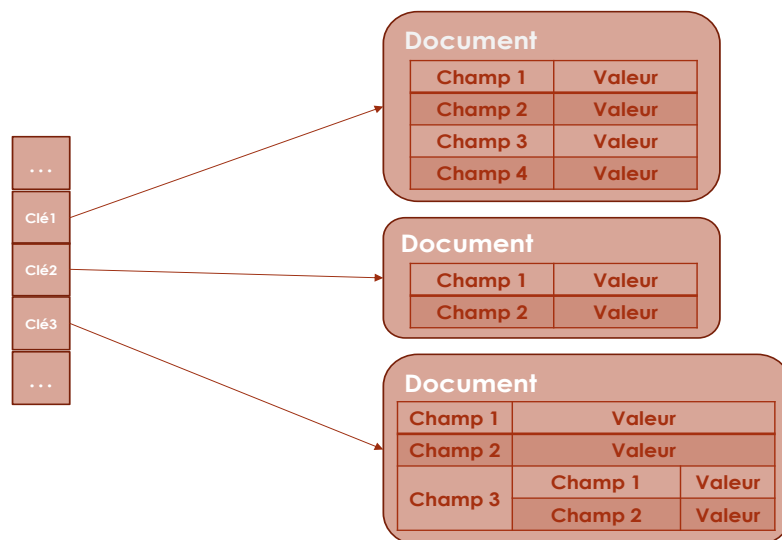 ...
Clé1
Clé2
Clé3
...
Document
Champ 1 Valeur
Champ 2 Valeur
Champ 3 Valeur
Champ 4 Valeur
Document
Champ 1 Valeur
Champ 2 Valeur
Document
Champ 1 Valeur
Champ 2 Valeur
Champ 3
Champ 1 Valeur
Champ 2 Valeur